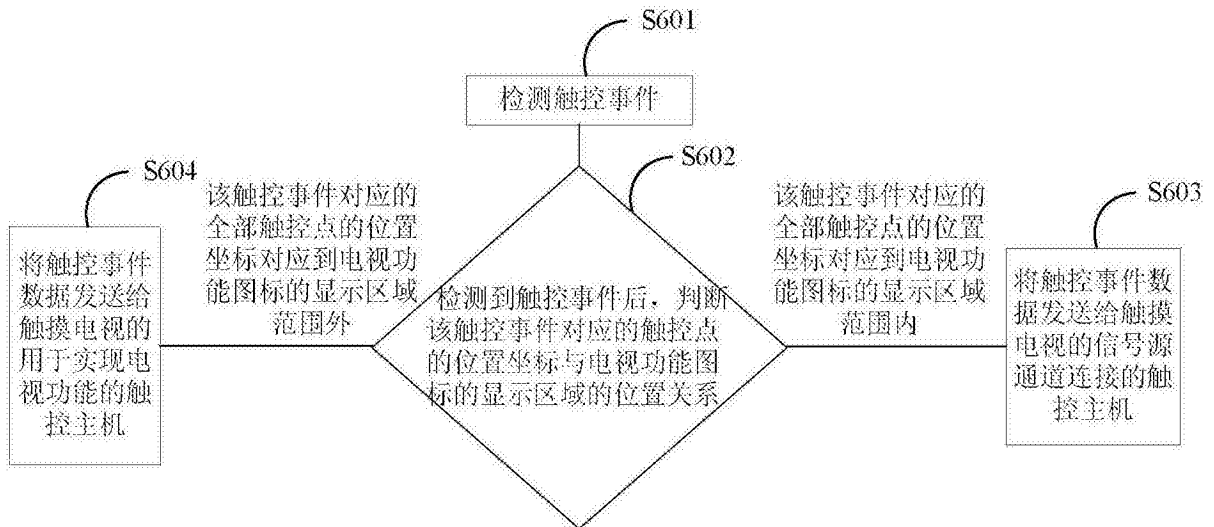 S601
检测触控事件
S602
S604
该触控事件对应的
全部触控点的位置
坐标对应到电视功
能图标的显示区域
范围外
该触控事件对应的
全部触控点的位置
坐标对应到电视功
能图标的显示区域
范围内
S603
将触控事件
数据发送给
触摸电视的
用于实现电
视功能的触
控主机
检测到触控事件后，判断
该触控事件对应的触控点
的位置坐标与电视功能图
标的显示区域的位置关系
将触控事件数
据发送给触摸
电视的信号源
通道连接的触
控主机